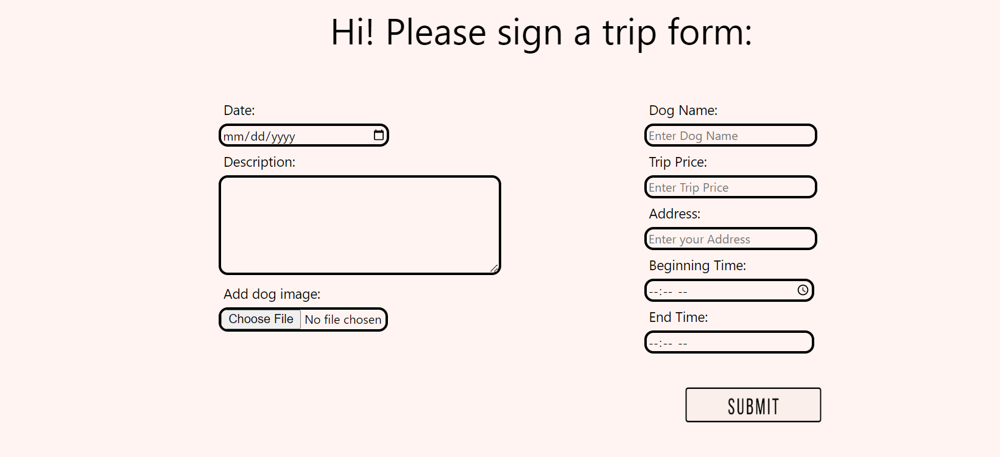 Hi! Please sign a trip form:
Date:
mm/dd/yyyy
Description:
Add dog image:
Choose File No file chosen
Dog Name:
Enter Dog Name
Trip Price:
Enter Trip Price
Address:
Enter your Address
Beginning Time:
--:-- --
End Time:
--:-- --
SUBMIT